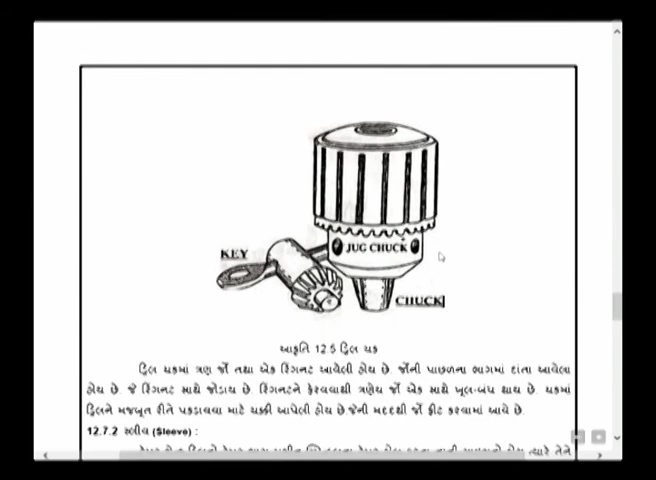 KEY
JUG CHUCK
CHUCK
આકૃતિ 12.5 ડ્રિલ ચક
ડ્રિલ ચકમાં ત્રણ જૉ તથા એક રિંગનટ આવેલી હોય છે. જૉની પાછળના ભાગમાં દાંતા આવેલા
હોય છે. જે રિંગનટ સાથે જોડાય છે. રિંગનટને ફેરવવાથી ત્રણેય જૉ એક સાથે ખૂલ-બંધ થાય છે. ચકમાં
ડ્રિલને મજબૂત રીતે પકડાવવા માટે ચક્કી આપેલી હોય છે જેની મદદથી જૉ ફીટ કરવામાં આવે છે.
12.7.2 સ્લીવ (Sleeve) :